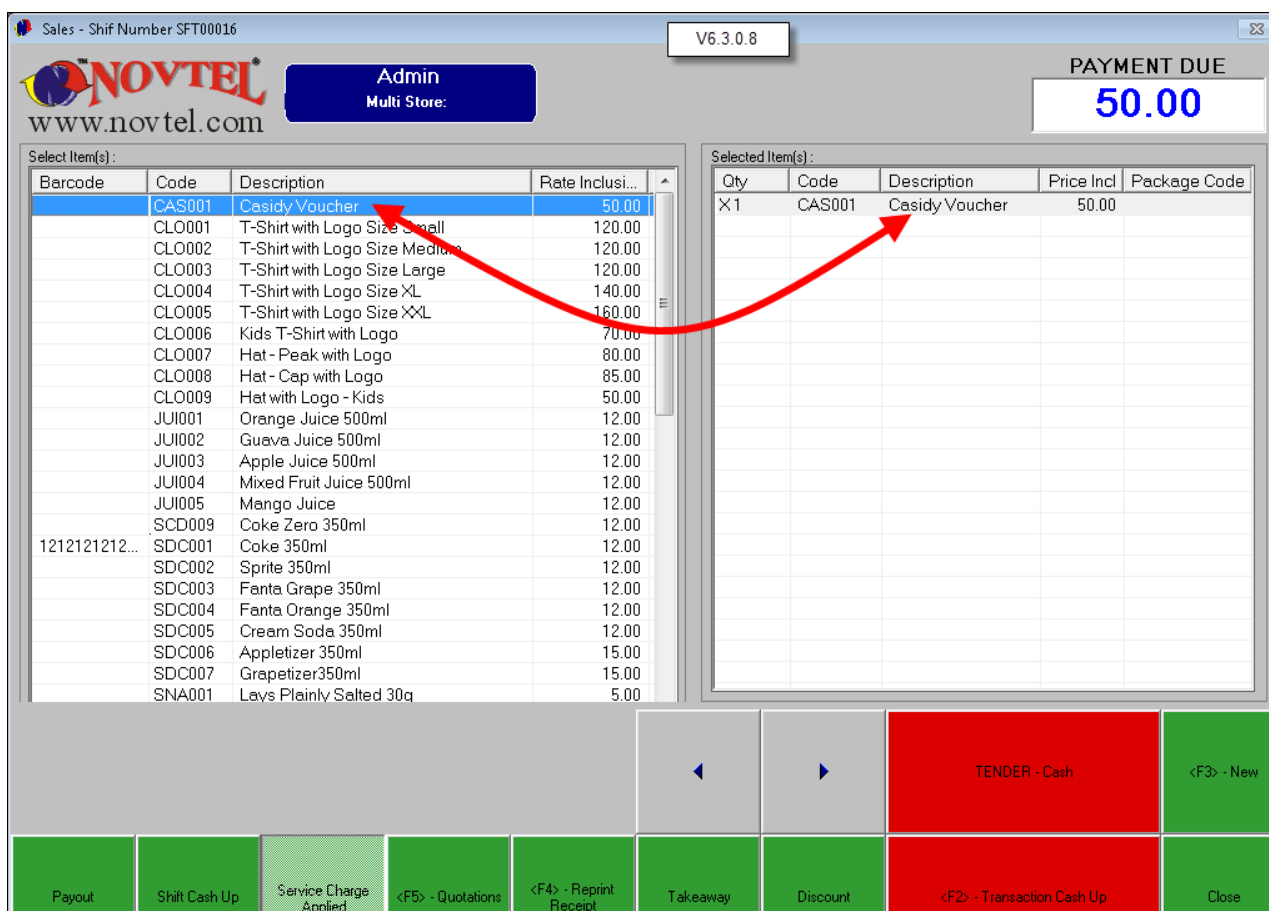 Sales - Shif Number SFT00016
V6.3.0.8
NOVTEL
www.novtel.com
Admin
Multi Store:
PAYMENT DUE
50.00
Select Item(s) :
Barcode Code Description Rate Inclusi...
CAS001 Casidy Voucher 50.00
CLO001 T-Shirt with Logo Size Small 120.00
CLO002 T-Shirt with Logo Size Medium 120.00
CLO003 T-Shirt with Logo Size Large 120.00
CLO004 T-Shirt with Logo Size XL 140.00
CLO005 T-Shirt with Logo Size XXL 160.00
CLO006 Kids T-Shirt with Logo 70.00
CLO007 Hat - Peak with Logo 80.00
CLO008 Hat - Cap with Logo 85.00
CLO009 Hat with Logo - Kids 50.00
JUI001 Orange Juice 500ml 12.00
JUI002 Guava Juice 500ml 12.00
JUI003 Apple Juice 500ml 12.00
JUI004 Mixed Fruit Juice 500ml 12.00
JUI005 Mango Juice 12.00
SCD009 Coke Zero 350ml 12.00
1212121212... SDC001 Coke 350ml 12.00
SDC002 Sprite 350ml 12.00
SDC003 Fanta Grape 350ml 12.00
SDC004 Fanta Orange 350ml 12.00
SDC005 Cream Soda 350ml 12.00
SDC006 Appletizer 350ml 15.00
SDC007 Grapetizer350ml 15.00
SNA001 Lays Plainly Salted 30g 5.00
Selected Item(s) :
Qty Code Description Price Incl Package Code
X 1 CAS001 Casidy Voucher 50.00
TENDER - Cash
<F3> - New
Payout
Shift Cash Up
Service Charge
Applied
<F5> - Quotations
<F4> - Reprint
Receipt
Takeaway
Discount
<F2> - Transaction Cash Up
Close